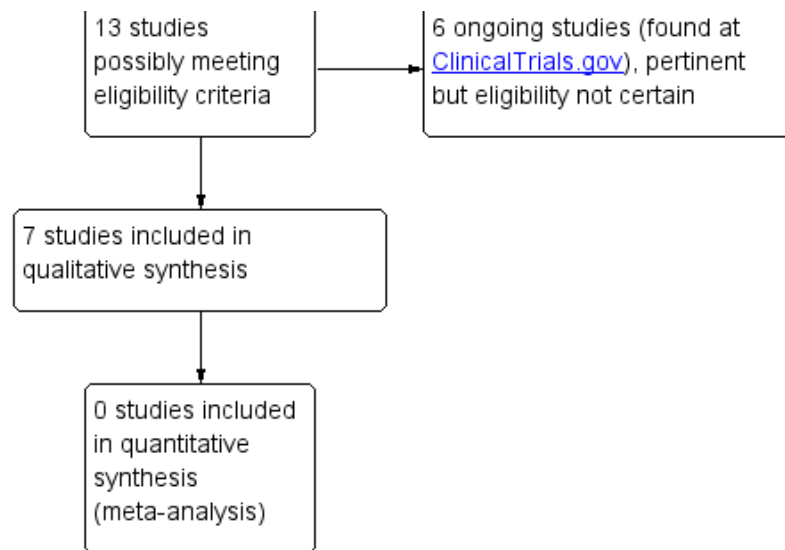 13 studies
possibly meeting
eligibility criteria
6 ongoing studies (found at
ClinicalTrials.gov), pertinent
but eligibility not certain
7 studies included in
qualitative synthesis
0 studies included
in quantitative
synthesis
(meta-analysis)